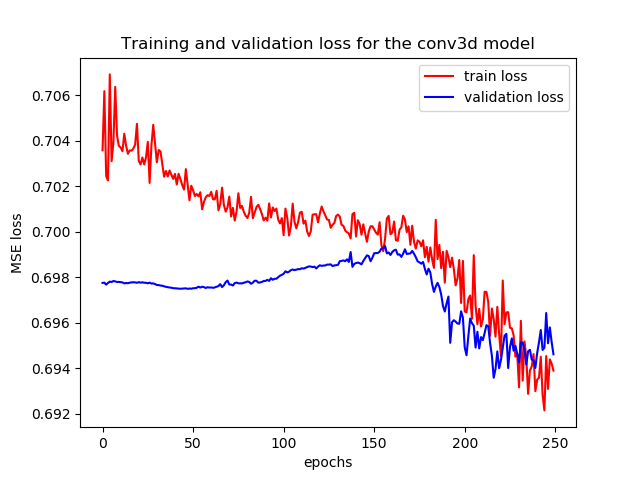 Training and validation loss for the conv3d model
train loss
validation loss
MSE loss
0.706
0.704
0.702
0.700
0.698
0.696
0.694
0.692
0 50 100 150 200 250
epochs